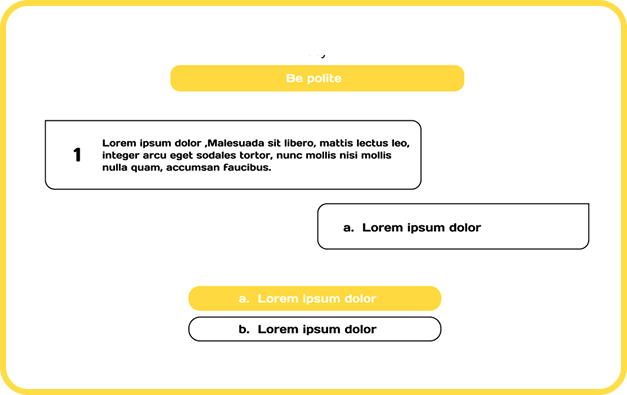 Be polite
1
Lorem ipsum dolor ,Malesuada sit libero, mattis lectus leo,
integer arcu eget sodales tortor, nunc mollis nisi mollis
nulla quam, accumsan faucibus.
a. Lorem ipsum dolor
a. Lorem ipsum dolor
b. Lorem ipsum dolor